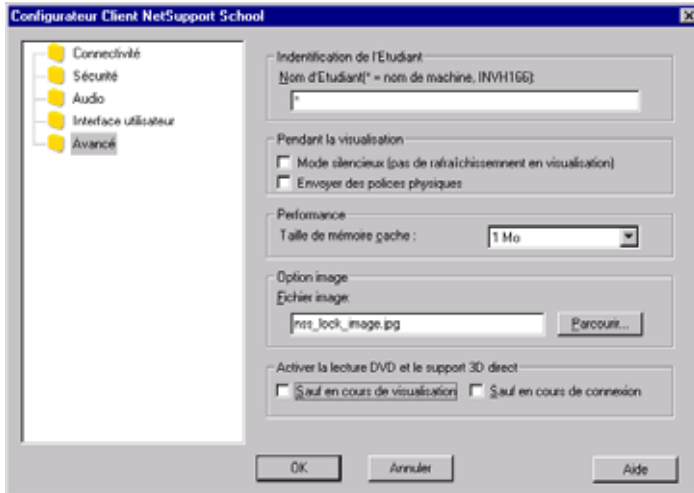 Configurateur Client NetSupport School
Connectivité
Sécurité
Audio
Interface utilisateur
Avancé
Indentification de l'Etudiant
Nom d'Etudiant(* = nom de machine, INVH166):
*
Pendant la visualisation
Mode silencieux (pas de rafraîchissemnent en visualisation)
Envoyer des polices physiques
Performance
Taille de mémoire cache :
1 Mo
Option image
Fichier image:
nss_lock_image.jpg
Parcourir...
Activer la lecture DVD et le support 3D direct
Sauf en cours de visualisation
Sauf en cours de connexion
OK
Annuler
Aide